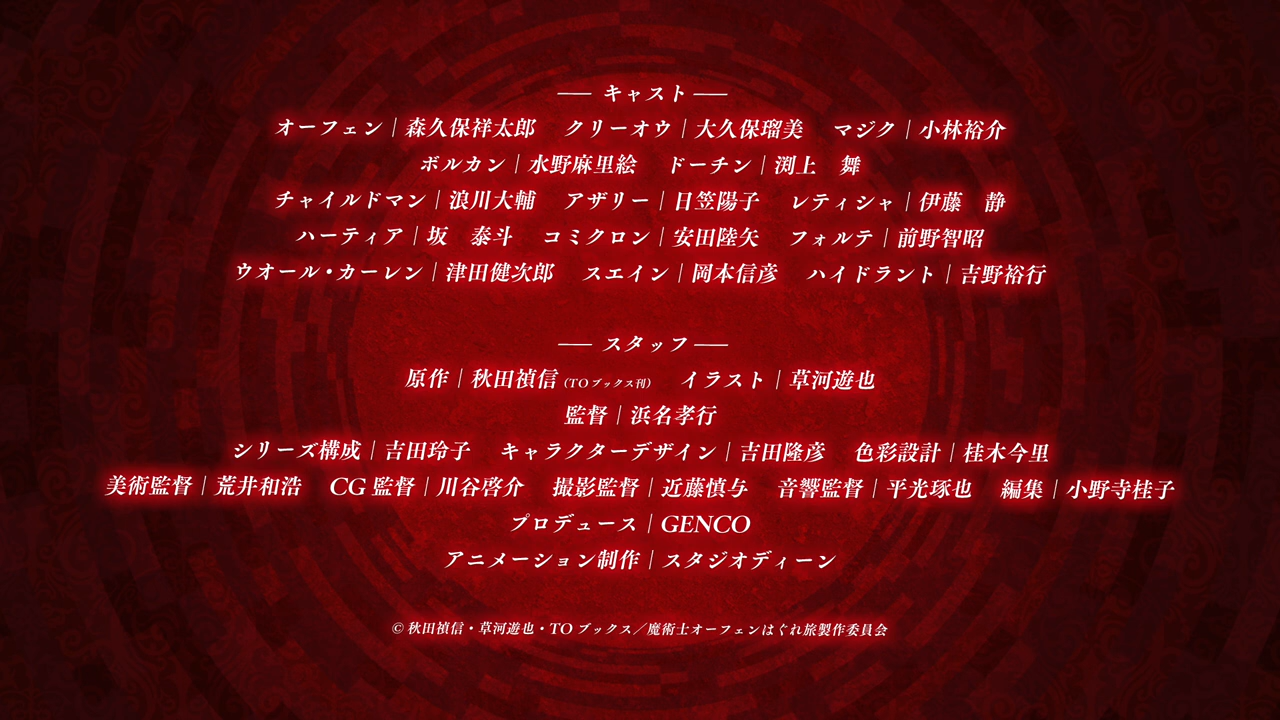 ── キャスト ──
オーフェン｜森久保祥太郎　クリーオウ｜大久保瑠美　マジク｜小林裕介
ボルカン｜水野麻里絵　ドーチン｜渕上　舞
チャイルドマン｜浪川大輔　アザリー｜日笠陽子　レティシャ｜伊藤　静
ハーティア｜坂　泰斗　コミクロン｜安田陸矢　フォルテ｜前野智昭
ウオール・カーレン｜津田健次郎　スエイン｜岡本信彦　ハイドラント｜吉野裕行
── スタッフ ──
原作｜秋田禎信（TOブックス刊）　イラスト｜草河遊也
監督｜浜名孝行
シリーズ構成｜吉田玲子　キャラクターデザイン｜吉田隆彦　色彩設計｜桂木今里
美術監督｜荒井和浩　CG監督｜川谷啓介　撮影監督｜近藤慎与　音響監督｜平光琢也　編集｜小野寺桂子
プロデュース｜GENCO
アニメーション制作｜スタジオディーン
© 秋田禎信・草河遊也・TOブックス／魔術士オーフェンはぐれ旅製作委員会